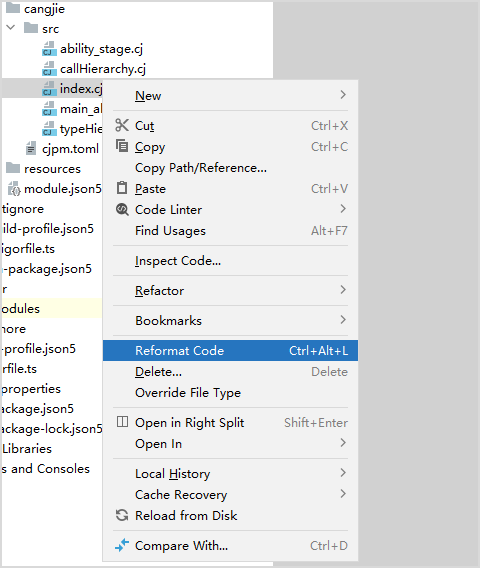 cangjie
src
ability_stage.cj
callHierarchy.cj
index.cj
main_al
typeHie
cjpm.toml
resources
module.json5
tignore
ild-profile.json5
igorfile.ts
-package.json5
r
odules
nore
-profile.json5
rfile.ts
properties
ackage.json5
ackage-lock.json5
Libraries
s and Consoles
New
Cut Ctrl+X
Copy Ctrl+C
Copy Path/Reference...
Paste Ctrl+V
Code Linter
Find Usages Alt+F7
Inspect Code...
Refactor
Bookmarks
Reformat Code Ctrl+Alt+L
Delete... Delete
Override File Type
Open in Right Split Shift+Enter
Open In
Local History
Cache Recovery
Reload from Disk
Compare With... Ctrl+D